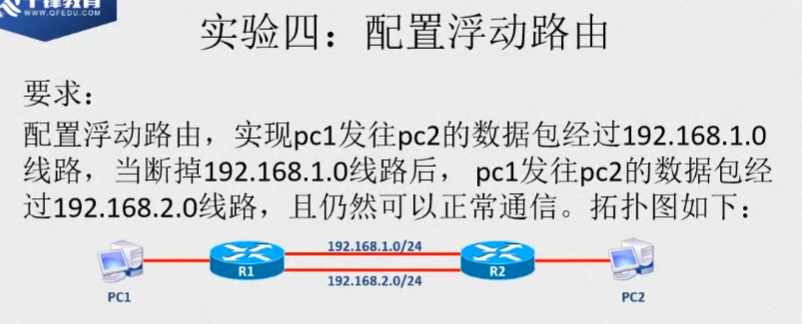 千锋教育
WWW.QFEDU.COM
实验四：配置浮动路由
要求：
配置浮动路由，实现pc1发往pc2的数据包经过192.168.1.0
线路，当断掉192.168.1.0线路后， pc1发往pc2的数据包经
过192.168.2.0线路，且仍然可以正常通信。拓扑图如下：
192.168.1.0/24
R1
R2
192.168.2.0/24
PC1
PC2